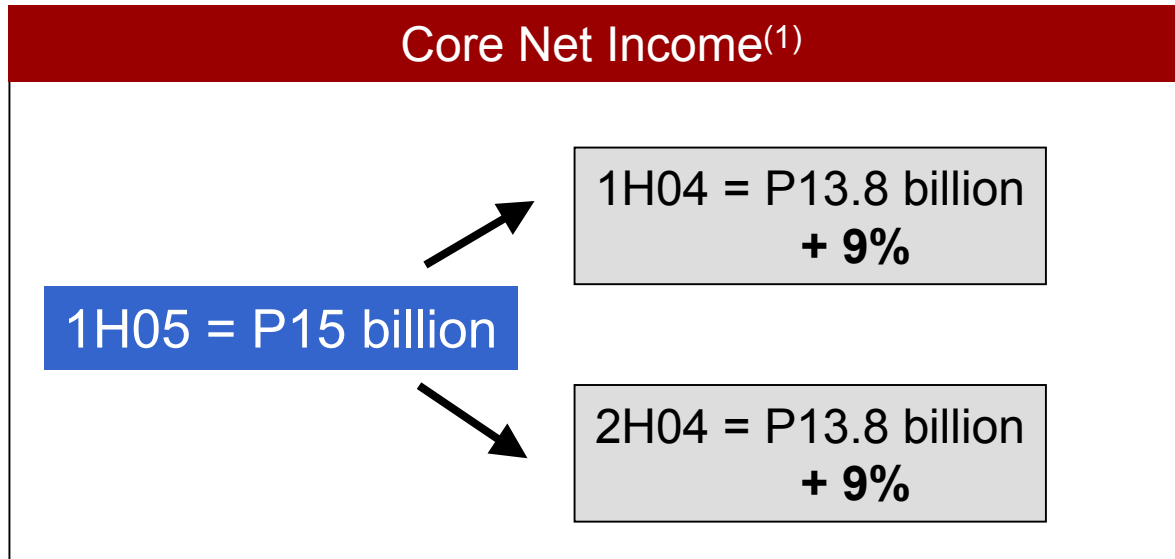 Core Net Income(1)
1H04 = P13.8 billion
+ 9%
1H05 = P15 billion
2H04 = P13.8 billion
+ 9%